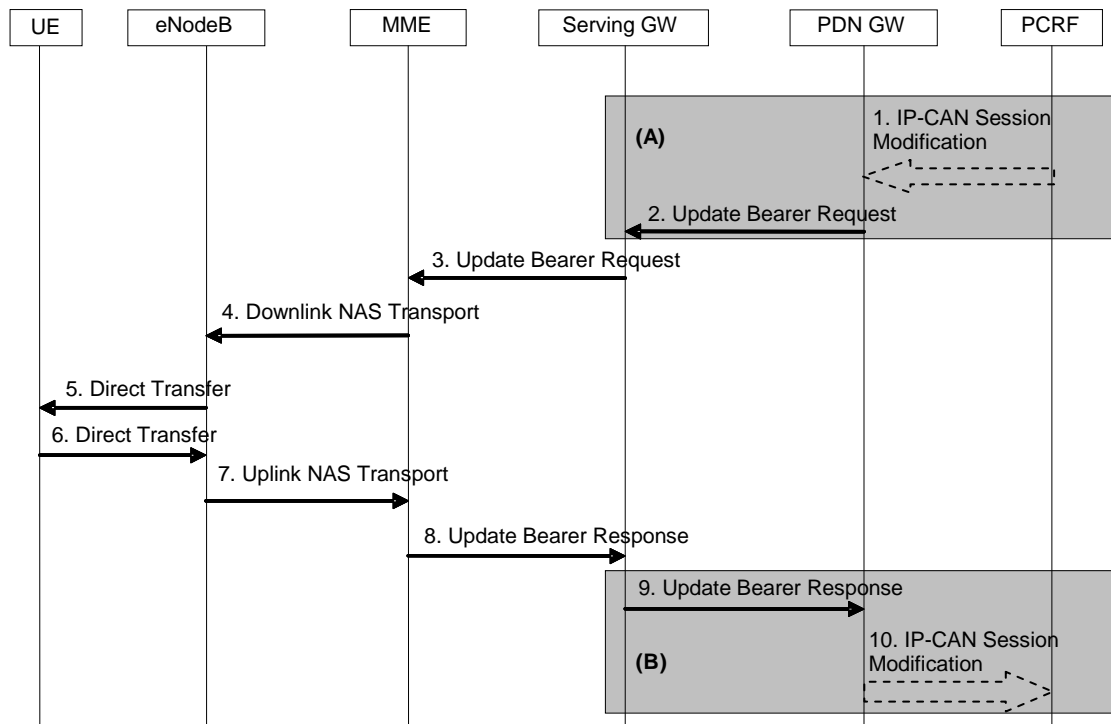 UE
eNodeB
MME
Serving GW
PDN GW
PCRF
(A)
1. IP-CAN Session
Modification
2. Update Bearer Request
3. Update Bearer Request
4. Downlink NAS Transport
5. Direct Transfer
6. Direct Transfer
7. Uplink NAS Transport
8. Update Bearer Response
9. Update Bearer Response
(B)
10. IP-CAN Session
Modification